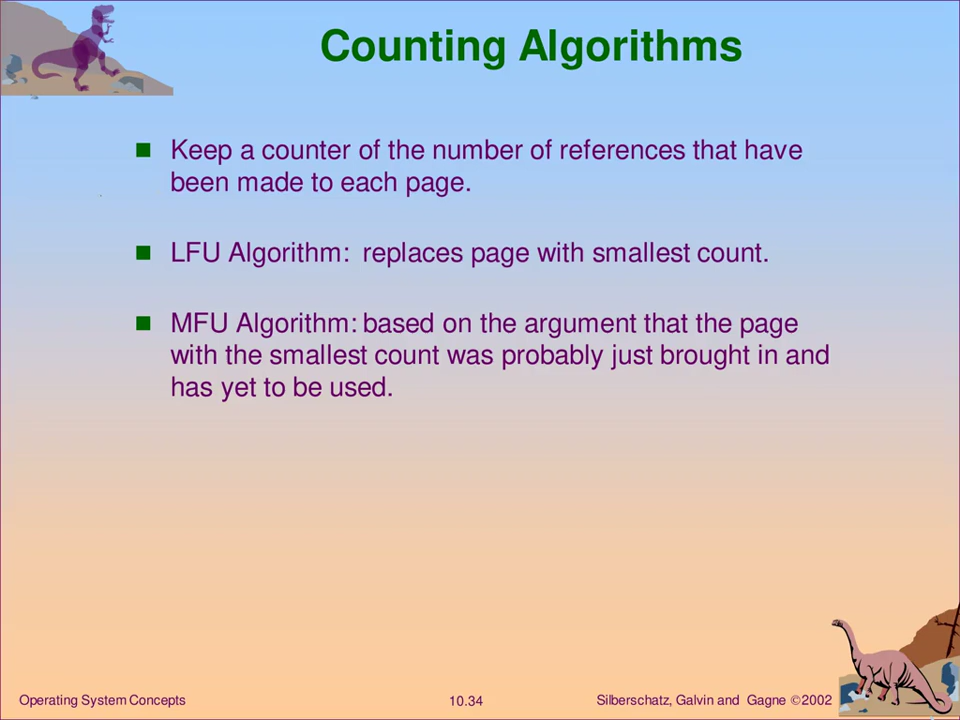 Counting Algorithms
Keep a counter of the number of references that have
been made to each page.
LFU Algorithm: replaces page with smallest count.
MFU Algorithm: based on the argument that the page
with the smallest count was probably just brought in and
has yet to be used.
Operating System Concepts
10.34
Silberschatz, Galvin and Gagne ©2002